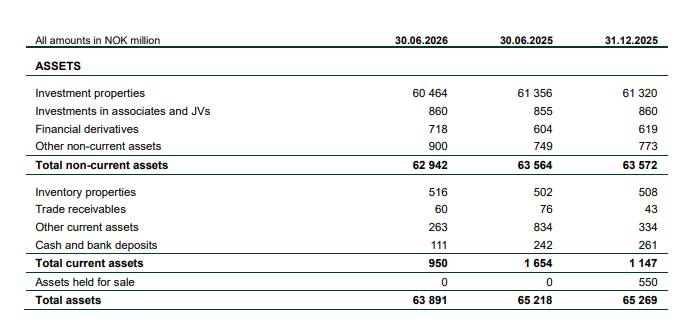 All amounts in NOK million 30.06.2026 30.06.2025 31.12.2025
ASSETS
Investment properties 60 464 61 356 61 320
Investments in associates and JVs 860 855 860
Financial derivatives 718 604 619
Other non-current assets 900 749 773
Total non-current assets 62 942 63 564 63 572
Inventory properties 516 502 508
Trade receivables 60 76 43
Other current assets 263 834 334
Cash and bank deposits 111 242 261
Total current assets 950 1 654 1 147
Assets held for sale 0 0 550
Total assets 63 891 65 218 65 269